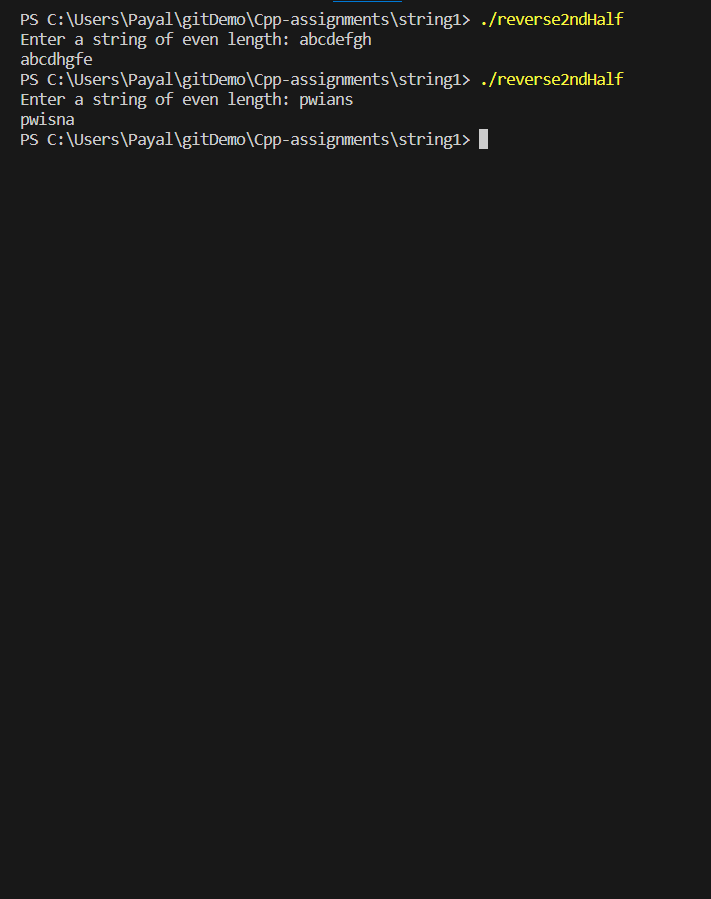 PS C:\Users\Payal\gitDemo\Cpp-assignments\string1> ./reverse2ndHalf
Enter a string of even length: abcdefgh
abcdhgfe
PS C:\Users\Payal\gitDemo\Cpp-assignments\string1> ./reverse2ndHalf
Enter a string of even length: pwians
pwisna
PS C:\Users\Payal\gitDemo\Cpp-assignments\string1>